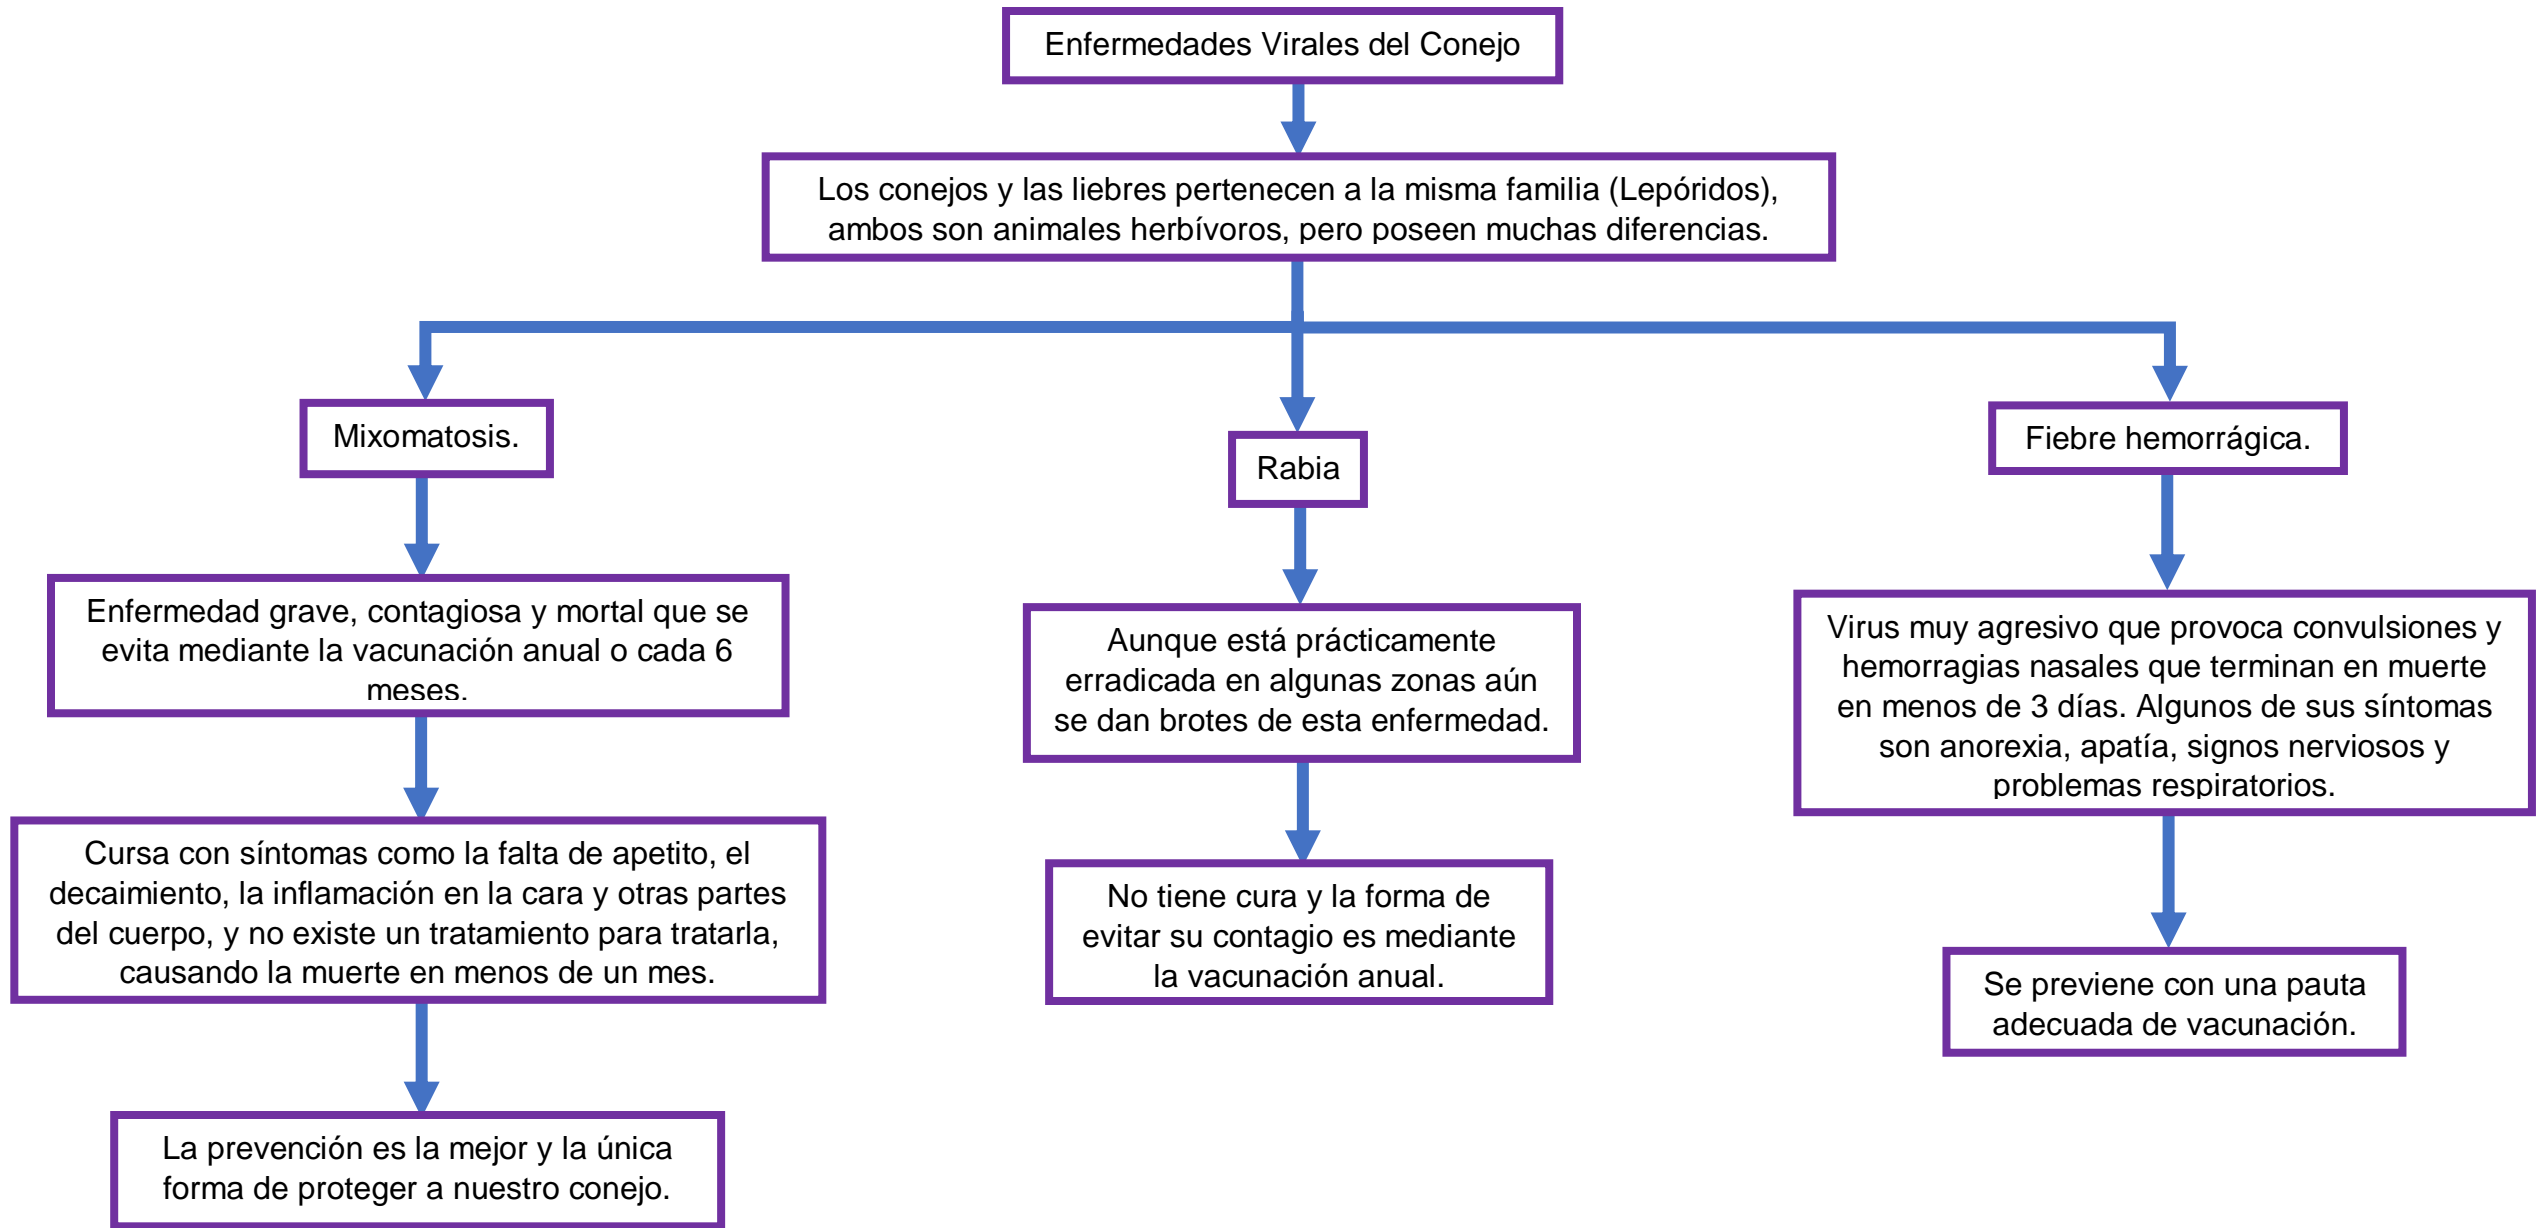 Enfermedades Virales del Conejo
Los conejos y las liebres pertenecen a la misma familia (Lepóridos),
ambos son animales herbívoros, pero poseen muchas diferencias.
Mixomatosis.
Enfermedad grave, contagiosa y mortal que se
evita mediante la vacunación anual o cada 6
meses.
Cursa con síntomas como la falta de apetito, el
decaimiento, la inflamación en la cara y otras partes
del cuerpo, y no existe un tratamiento para tratarla,
causando la muerte en menos de un mes.
La prevención es la mejor y la única
forma de proteger a nuestro conejo.
Rabia
Aunque está prácticamente
erradicada en algunas zonas aún
se dan brotes de esta enfermedad.
No tiene cura y la forma de
evitar su contagio es mediante
la vacunación anual.
Fiebre hemorrágica.
Virus muy agresivo que provoca convulsiones y
hemorragias nasales que terminan en muerte
en menos de 3 días. Algunos de sus síntomas
son anorexia, apatía, signos nerviosos y
problemas respiratorios.
Se previene con una pauta
adecuada de vacunación.